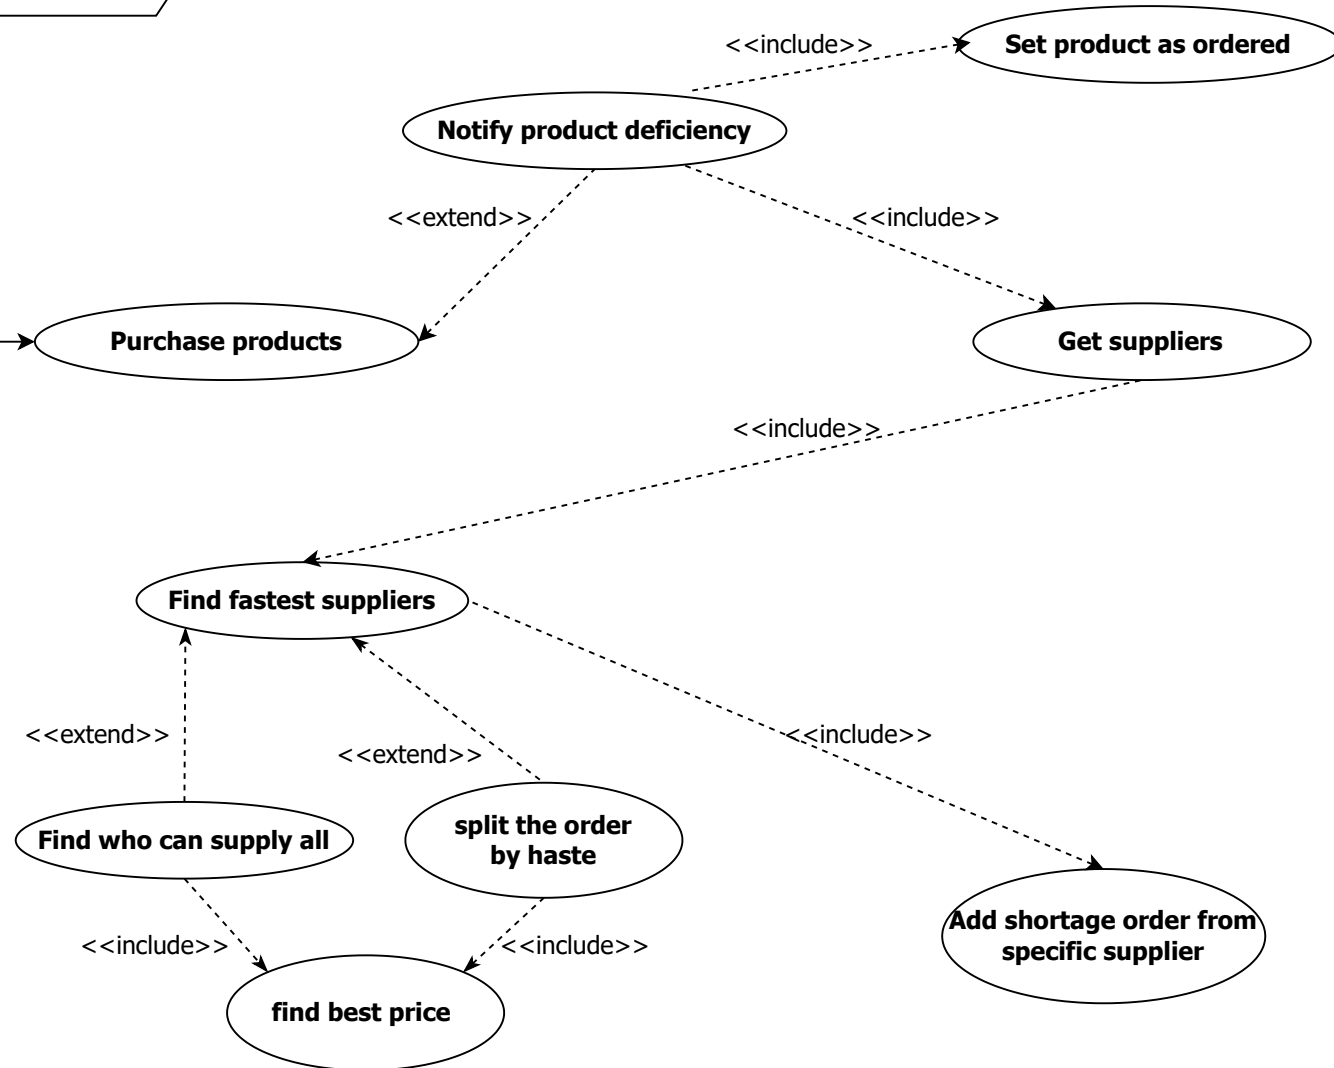 <<include>>
Set product as ordered
Notify product deficiency
<<extend>>
<<include>>
Purchase products
Get suppliers
<<include>>
Find fastest suppliers
<<extend>>
<<extend>>
<<include>>
Find who can supply all
split the order
by haste
Add shortage order from
specific supplier
<<include>>
<<include>>
find best price